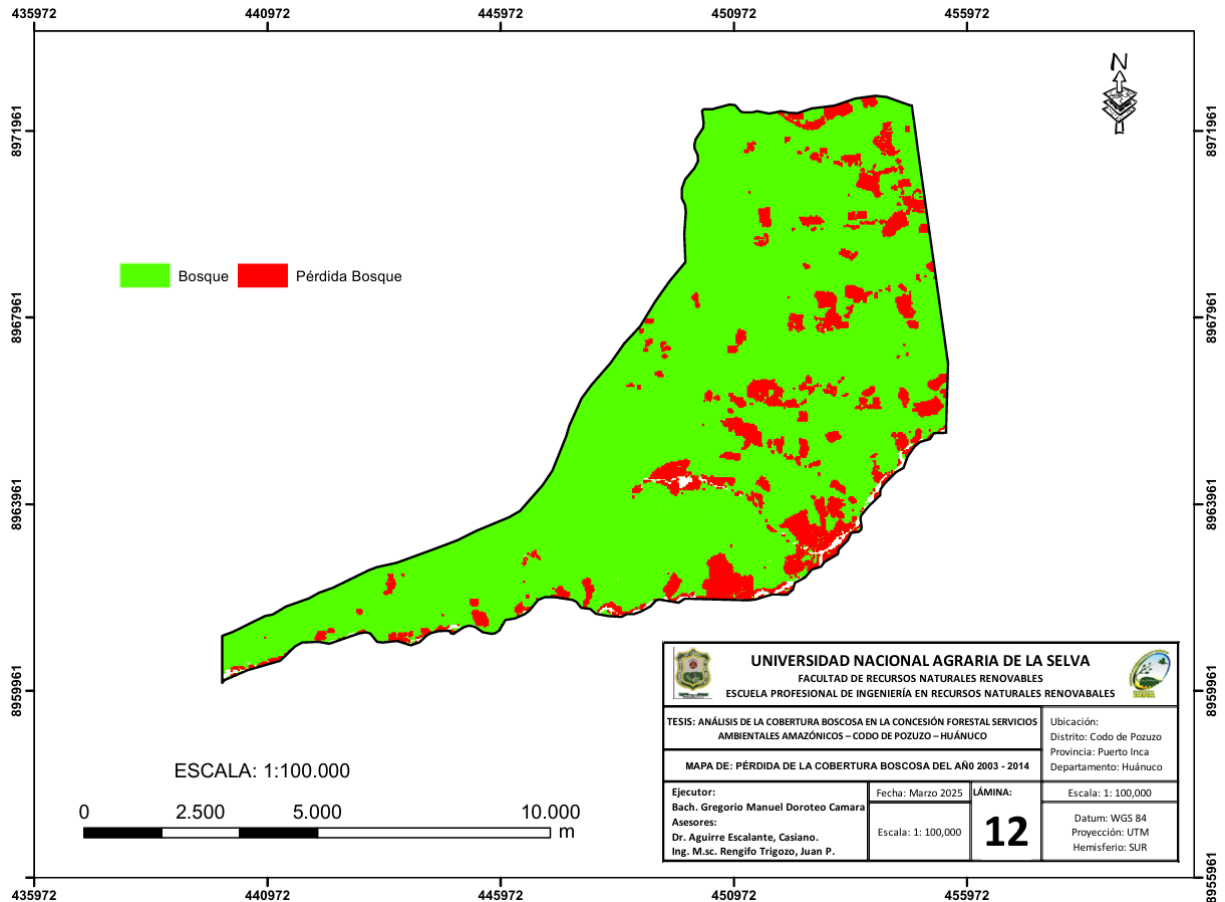 435972 440972 445972 450972 455972
N
8971961 8971961
Bosque Pérdida Bosque
8967961 8967961
8963961 8963961
8959961 8959961
8955961
ESCALA: 1:100.000
0 2.500 5.000 10.000
m
UNIVERSIDAD NACIONAL AGRARIA DE LA SELVA
FACULTAD DE RECURSOS NATURALES RENOVABLES
ESCUELA PROFESIONAL DE INGENIERÍA EN RECURSOS NATURALES RENOVABALES
TESIS: ANÁLISIS DE LA COBERTURA BOSCOSA EN LA CONCESIÓN FORESTAL SERVICIOS
AMBIENTALES AMAZÓNICOS – CODO DE POZUZO – HUÁNUCO
Ubicación:
Distrito: Codo de Pozuzo
Provincia: Puerto Inca
Departamento: Huánuco
MAPA DE: PÉRDIDA DE LA COBERTURA BOSCOSA DEL AÑ0 2003 - 2014
Ejecutor:
Bach. Gregorio Manuel Doroteo Camara
Asesores:
Dr. Aguirre Escalante, Casiano.
Ing. M.sc. Rengifo Trigozo, Juan P.
Fecha: Marzo 2025
Escala: 1: 100,000
LÁMINA:
12
Escala: 1: 100,000
Datum: WGS 84
Proyección: UTM
Hemisferio: SUR
435972 440972 445972 450972 455972